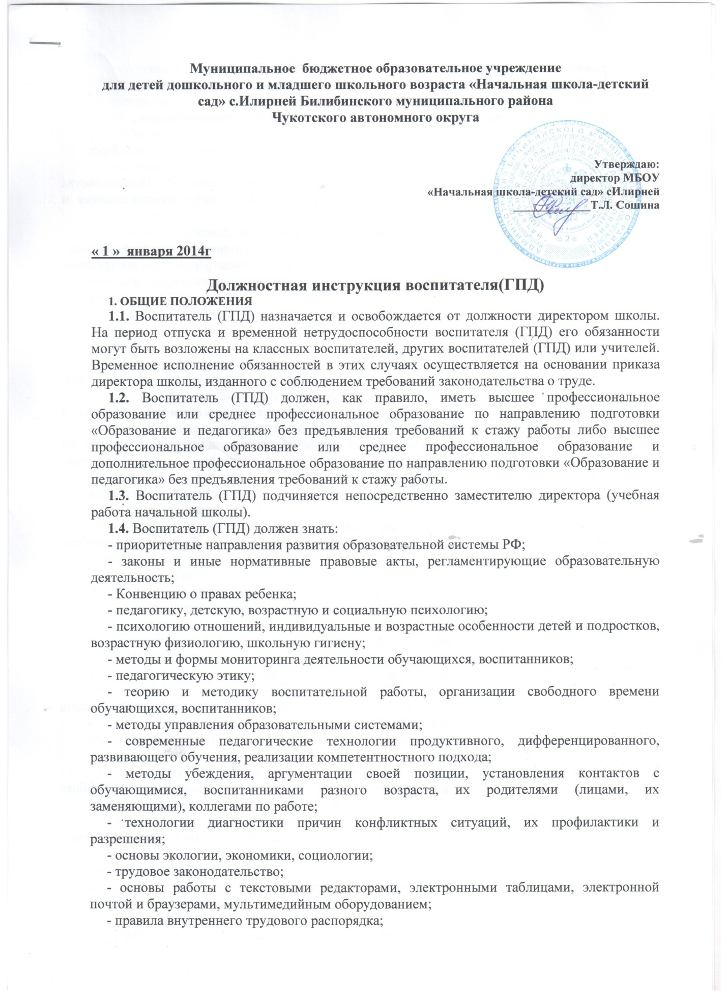 Муниципальное бюджетное образовательное учреждение
для детей дошкольного и младшего школьного возраста «Начальная школа-детский
сад» с.Илирней Билибинского муниципального района
Чукотского автономного округа
Утверждаю:
директор МБОУ
«Начальная школа-детский сад» сИлирней
____________Т.Л. Сошина
« 1 » января 2014г
Должностная инструкция воспитателя(ГПД)
1. ОБЩИЕ ПОЛОЖЕНИЯ
1.1. Воспитатель (ГПД) назначается и освобождается от должности директором школы.
На период отпуска и временной нетрудоспособности воспитателя (ГПД) его обязанности
могут быть возложены на классных воспитателей, других воспитателей (ГПД) или учителей.
Временное исполнение обязанностей в этих случаях осуществляется на основании приказа
директора школы, изданного с соблюдением требований законодательства о труде.
1.2. Воспитатель (ГПД) должен, как правило, иметь высшее профессиональное
образование или среднее профессиональное образование по направлению подготовки
«Образование и педагогика» без предъявления требований к стажу работы либо высшее
профессиональное образование или среднее профессиональное образование и
дополнительное профессиональное образование по направлению подготовки «Образование и
педагогика» без предъявления требований к стажу работы.
1.3. Воспитатель (ГПД) подчиняется непосредственно заместителю директора (учебная
работа начальной школы).
1.4. Воспитатель (ГПД) должен знать:
- приоритетные направления развития образовательной системы РФ;
- законы и иные нормативные правовые акты, регламентирующие образовательную
деятельность;
- Конвенцию о правах ребенка;
- педагогику, детскую, возрастную и социальную психологию;
- психологию отношений, индивидуальные и возрастные особенности детей и подростков,
возрастную физиологию, школьную гигиену;
- методы и формы мониторинга деятельности обучающихся, воспитанников;
- педагогическую этику;
- теорию и методику воспитательной работы, организации свободного времени
обучающихся, воспитанников;
- методы управления образовательными системами;
- современные педагогические технологии продуктивного, дифференцированного,
развивающего обучения, реализации компетентностного подхода;
- методы убеждения, аргументации своей позиции, установления контактов с
обучающимися, воспитанниками разного возраста, их родителями (лицами, их
заменяющими), коллегами по работе;
- технологии диагностики причин конфликтных ситуаций, их профилактики и
разрешения;
- основы экологии, экономики, социологии;
- трудовое законодательство;
- основы работы с текстовыми редакторами, электронными таблицами, электронной
почтой и браузерами, мультимедийным оборудованием;
- правила внутреннего трудового распорядка;